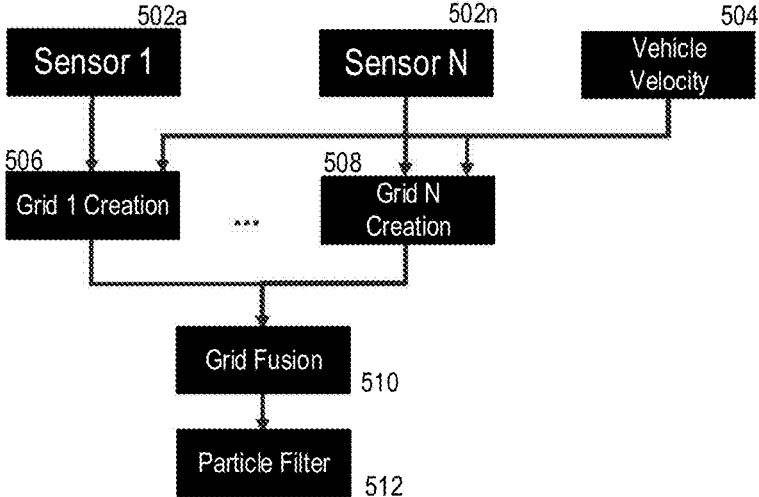 502a
502n
504
Sensor 1
Sensor N
Vehicle
Velocity
506
508
Grid 1 Creation
...
Grid N
Creation
Grid Fusion
510
Particle Filter
512